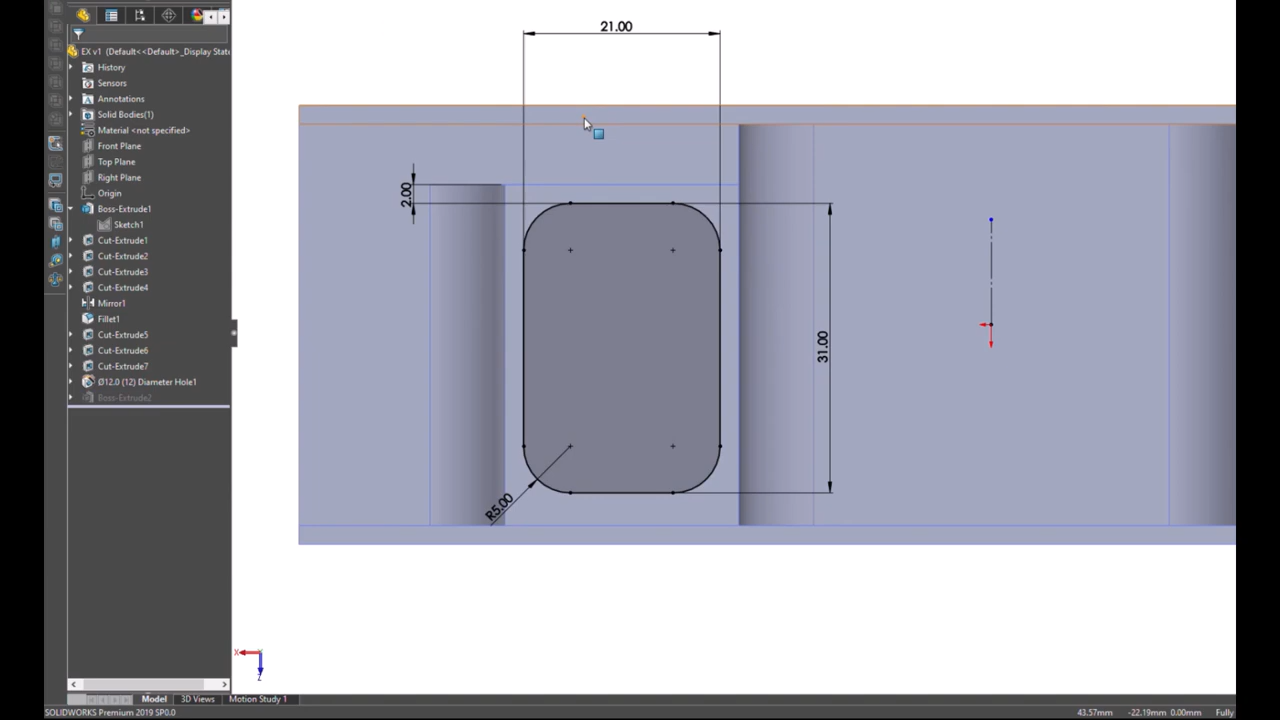 EX v1 (Default<<Default>_Display State
History
Sensors
Annotations
Solid Bodies(1)
Material <not specified>
Front Plane
Top Plane
Right Plane
Origin
Boss-Extrude1
Sketch1
Cut-Extrude1
Cut-Extrude2
Cut-Extrude3
Cut-Extrude4
Mirror1
Fillet1
Cut-Extrude5
Cut-Extrude6
Cut-Extrude7
Ø12.0 (12) Diameter Hole1
Boss-Extrude2
21.00
2.00
31.00
R5.00
X
Z
Model
3D Views
Motion Study 1
SOLIDWORKS Premium 2019 SP0.0
43.57mm
-22.19mm 0.00mm
Fully